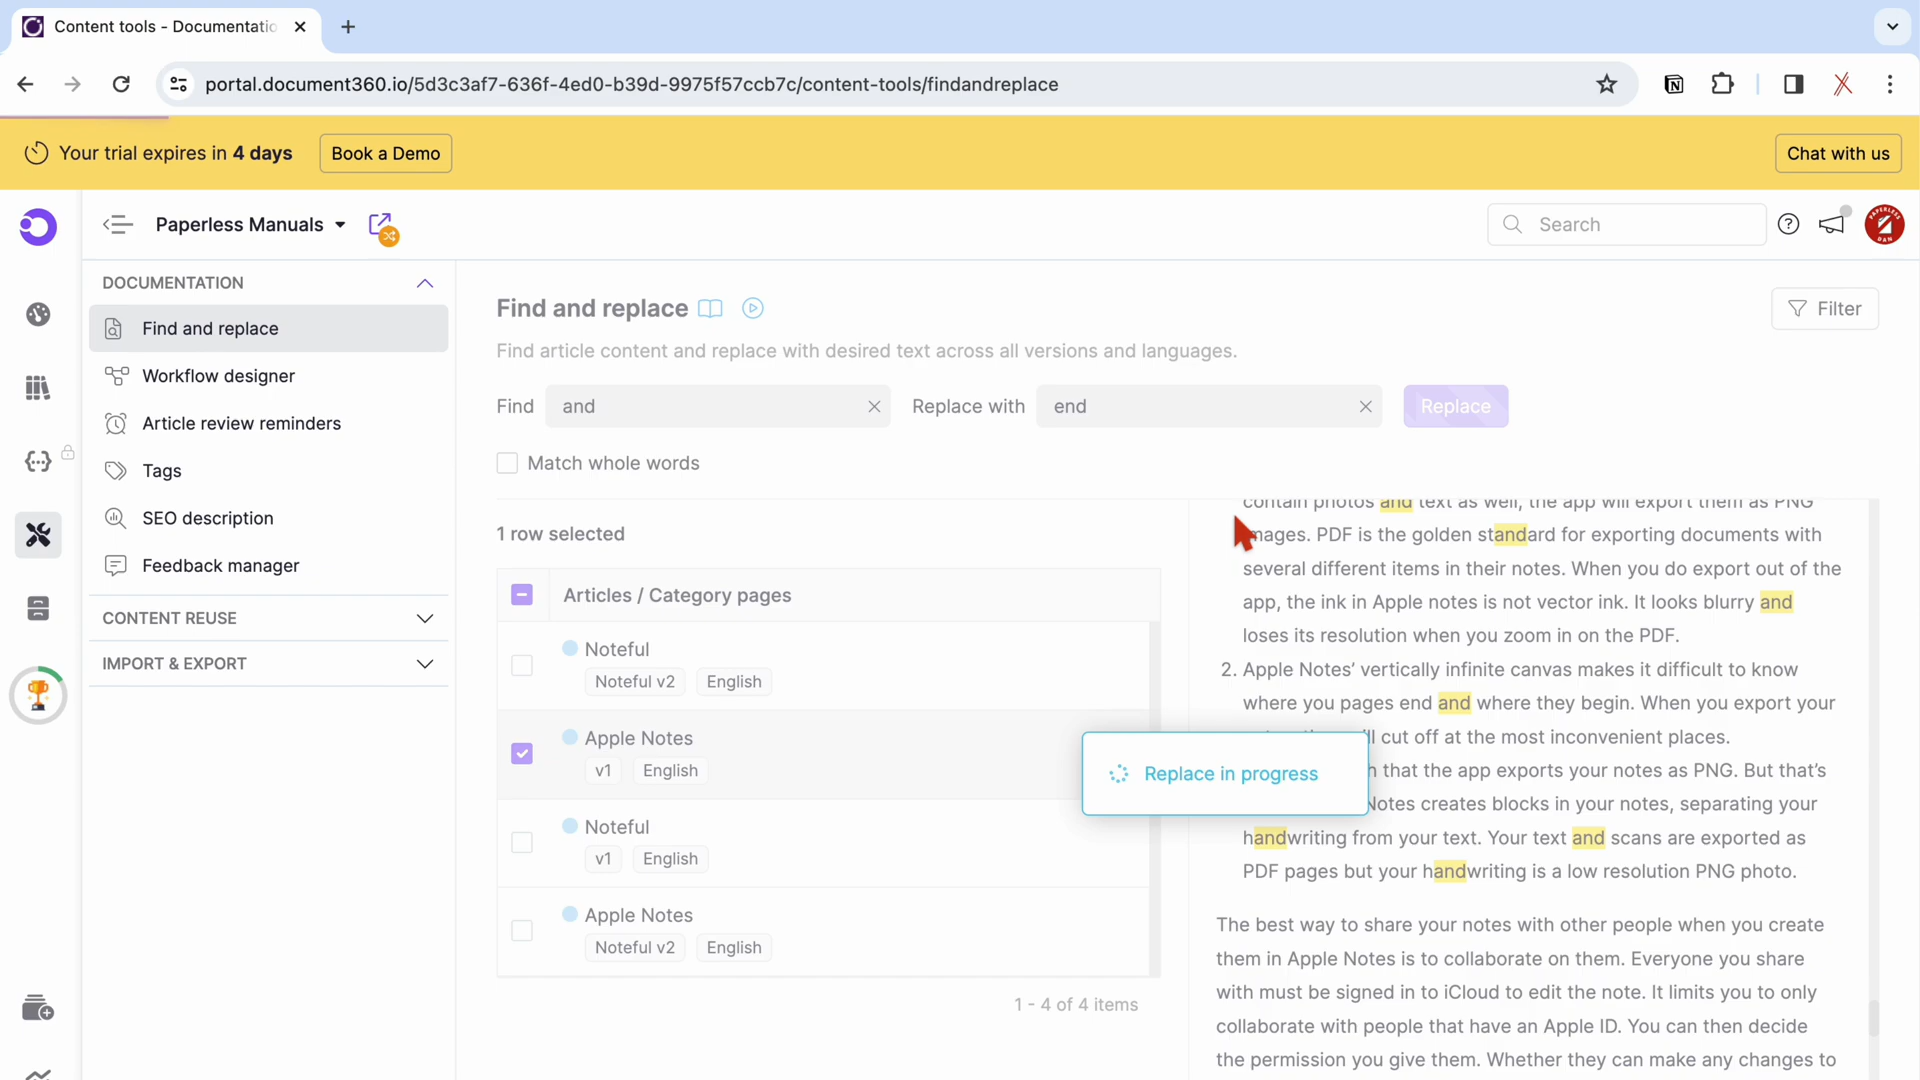 Content tools - Documentatio
portal.document360.io/5d3c3af7-636f-4ed0-b39d-9975f57ccb7c/content-tools/findandreplace
Your trial expires in 4 days
Book a Demo
Chat with us
Paperless Manuals
Search
DOCUMENTATION
Find and replace
Workflow designer
Article review reminders
Tags
SEO description
Feedback manager
CONTENT REUSE
IMPORT & EXPORT
Find and replace
Filter
Find article content and replace with desired text across all versions and languages.
Find and
Replace with end
Replace
Match whole words
1 row selected
Articles / Category pages
Noteful
Noteful v2 English
Apple Notes
v1 English
Noteful
v1 English
Apple Notes
Noteful v2 English
1 - 4 of 4 items
contain photos and text as well, the app will export them as PNG
mages. PDF is the golden standard for exporting documents with
several different items in their notes. When you do export out of the
app, the ink in Apple notes is not vector ink. It looks blurry and
loses its resolution when you zoom in on the PDF.
2. Apple Notes’ vertically infinite canvas makes it difficult to know
where you pages end and where they begin. When you export your
cut off at the most inconvenient places.
that the app exports your notes as PNG. But that’s
Notes creates blocks in your notes, separating your
handwriting from your text. Your text and scans are exported as
PDF pages but your handwriting is a low resolution PNG photo.
The best way to share your notes with other people when you create
them in Apple Notes is to collaborate on them. Everyone you share
with must be signed in to iCloud to edit the note. It limits you to only
collaborate with people that have an Apple ID. You can then decide
the permission you give them. Whether they can make any changes to
Replace in progress